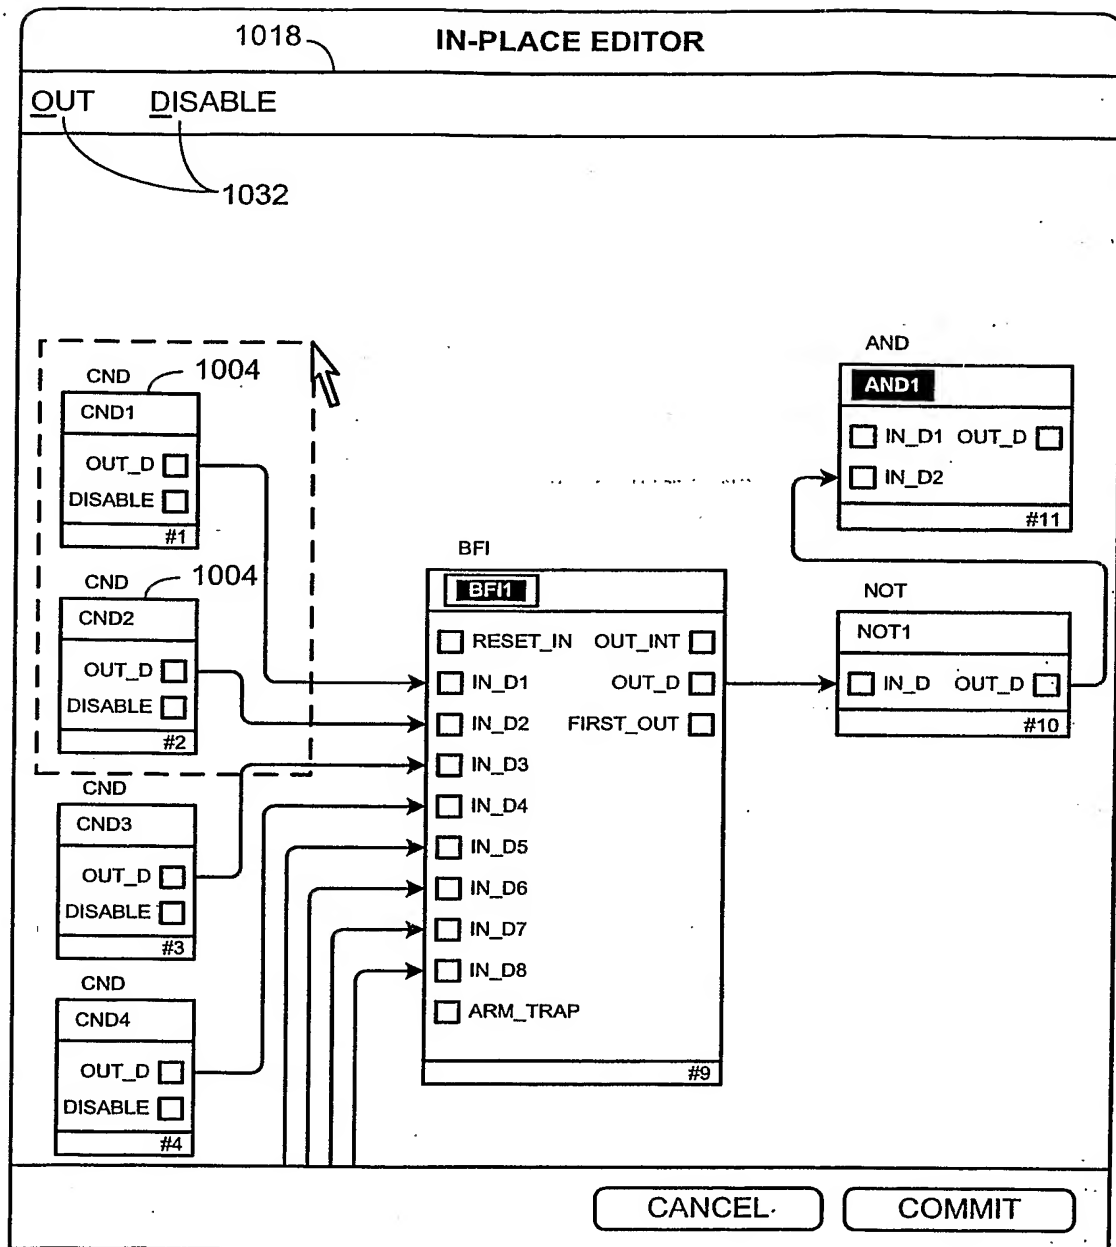 1018
IN-PLACE EDITOR
OUT DISABLE
1032
CND 1004
CND1
OUT_D
DISABLE
#1
CND 1004
CND2
OUT_D
DISABLE
#2
CND
CND3
OUT_D
DISABLE
#3
CND
CND4
OUT_D
DISABLE
#4
BFI
BFI1
RESET_IN OUT_INT
IN_D1 OUT_D
IN_D2 FIRST_OUT
IN_D3
IN_D4
IN_D5
IN_D6
IN_D7
IN_D8
ARM_TRAP
#9
AND
AND1
IN_D1 OUT_D
IN_D2
#11
NOT
NOT1
IN_D OUT_D
#10
CANCEL
COMMIT